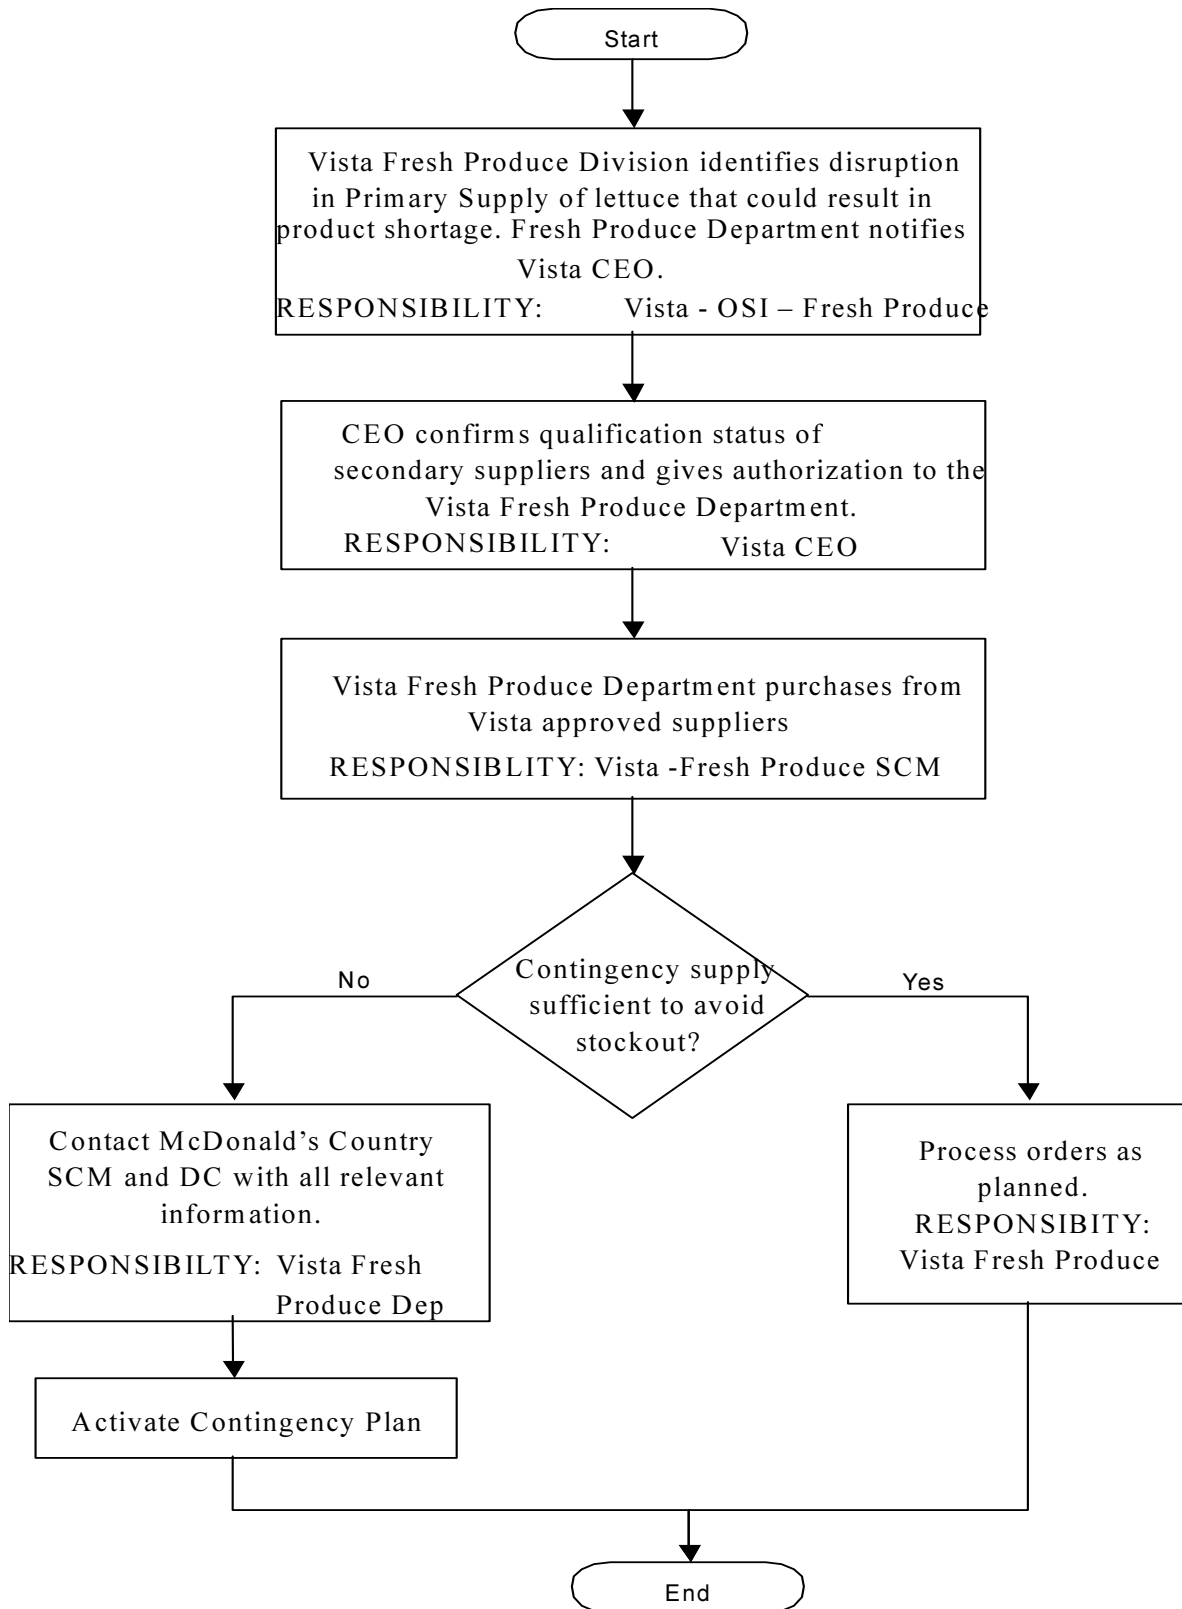 Start
Vista Fresh Produce Division identifies disruption
in Primary Supply of lettuce that could result in
product shortage. Fresh Produce Department notifies
Vista CEO.
RESPONSIBILITY: Vista - OSI – Fresh Produce
CEO confirms qualification status of
secondary suppliers and gives authorization to the
Vista Fresh Produce Department.
RESPONSIBILITY: Vista CEO
Vista Fresh Produce Department purchases from
Vista approved suppliers
RESPONSIBLITY: Vista -Fresh Produce SCM
Contingency supply
sufficient to avoid
stockout?
No
Yes
Contact McDonald’s Country
SCM and DC with all relevant
information.
RESPONSIBILTY: Vista Fresh
Produce Dep
Process orders as
planned.
RESPONSIBITY:
Vista Fresh Produce
Activate Contingency Plan
End